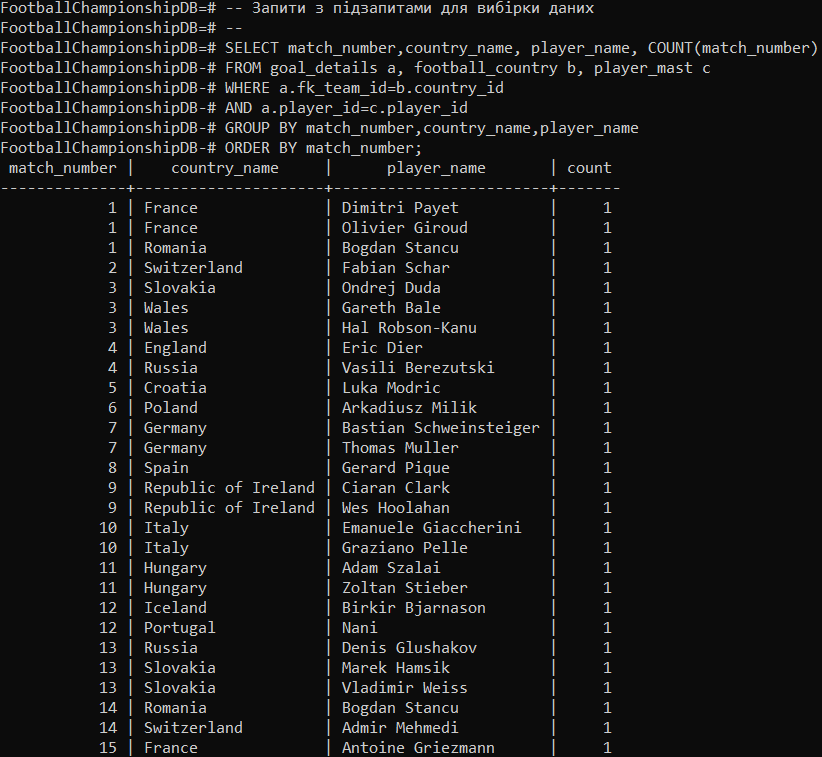 FootballChampionshipDB=# -- Запити з підзапитами для вибірки даних
FootballChampionshipDB=# --
FootballChampionshipDB=# SELECT match_number,country_name, player_name, COUNT(match_number)
FootballChampionshipDB-# FROM goal_details a, football_country b, player_mast c
FootballChampionshipDB-# WHERE a.fk_team_id=b.country_id
FootballChampionshipDB-# AND a.player_id=c.player_id
FootballChampionshipDB-# GROUP BY match_number,country_name,player_name
FootballChampionshipDB-# ORDER BY match_number;
 match_number |    country_name     |      player_name       | count
--------------+---------------------+------------------------+-------
            1 | France              | Dimitri Payet          |     1
            1 | France              | Olivier Giroud         |     1
            1 | Romania             | Bogdan Stancu          |     1
            2 | Switzerland         | Fabian Schar           |     1
            3 | Slovakia            | Ondrej Duda            |     1
            3 | Wales               | Gareth Bale            |     1
            3 | Wales               | Hal Robson-Kanu        |     1
            4 | England             | Eric Dier              |     1
            4 | Russia              | Vasili Berezutski      |     1
            5 | Croatia             | Luka Modric            |     1
            6 | Poland              | Arkadiusz Milik        |     1
            7 | Germany             | Bastian Schweinsteiger |     1
            7 | Germany             | Thomas Muller          |     1
            8 | Spain               | Gerard Pique           |     1
            9 | Republic of Ireland | Ciaran Clark           |     1
            9 | Republic of Ireland | Wes Hoolahan           |     1
           10 | Italy               | Emanuele Giaccherini   |     1
           10 | Italy               | Graziano Pelle         |     1
           11 | Hungary             | Adam Szalai            |     1
           11 | Hungary             | Zoltan Stieber         |     1
           12 | Iceland             | Birkir Bjarnason       |     1
           12 | Portugal            | Nani                   |     1
           13 | Russia              | Denis Glushakov        |     1
           13 | Slovakia            | Marek Hamsik           |     1
           13 | Slovakia            | Vladimir Weiss         |     1
           14 | Romania             | Bogdan Stancu          |     1
           14 | Switzerland         | Admir Mehmedi          |     1
           15 | France              | Antoine Griezmann      |     1